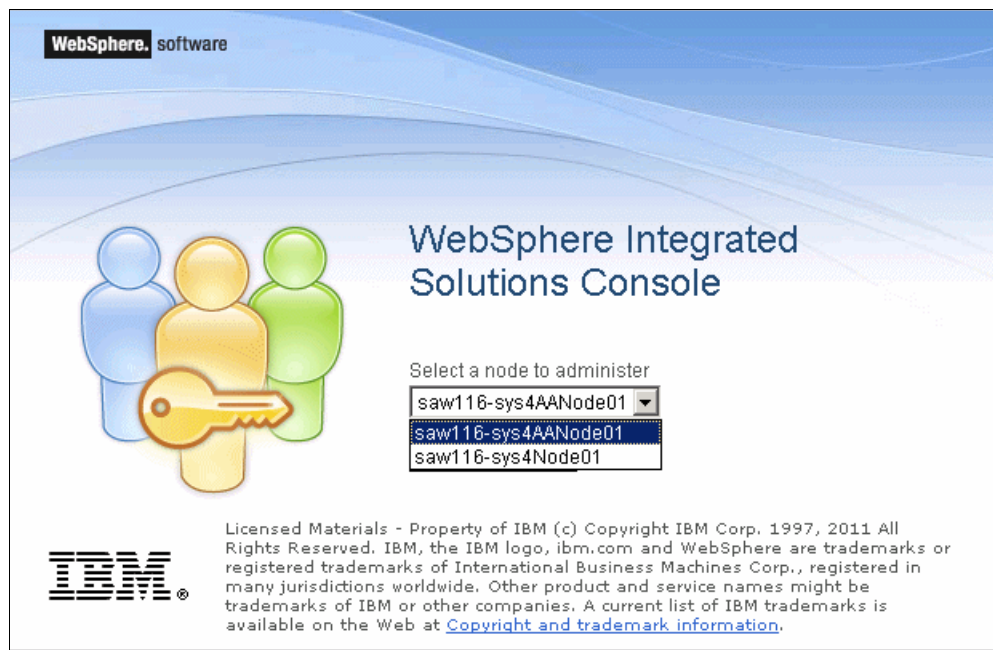 WebSphere. software
WebSphere Integrated
Solutions Console
Select a node to administer
saw116-sys4AANode01
saw116-sys4AANode01
saw116-sys4Node01
Licensed Materials - Property of IBM (c) Copyright IBM Corp. 1997, 2011 All
Rights Reserved. IBM, the IBM logo, ibm.com and WebSphere are trademarks or
registered trademarks of International Business Machines Corp., registered in
many jurisdictions worldwide. Other product and service names might be
trademarks of IBM or other companies. A current list of IBM trademarks is
available on the Web at Copyright and trademark information.
IBM®